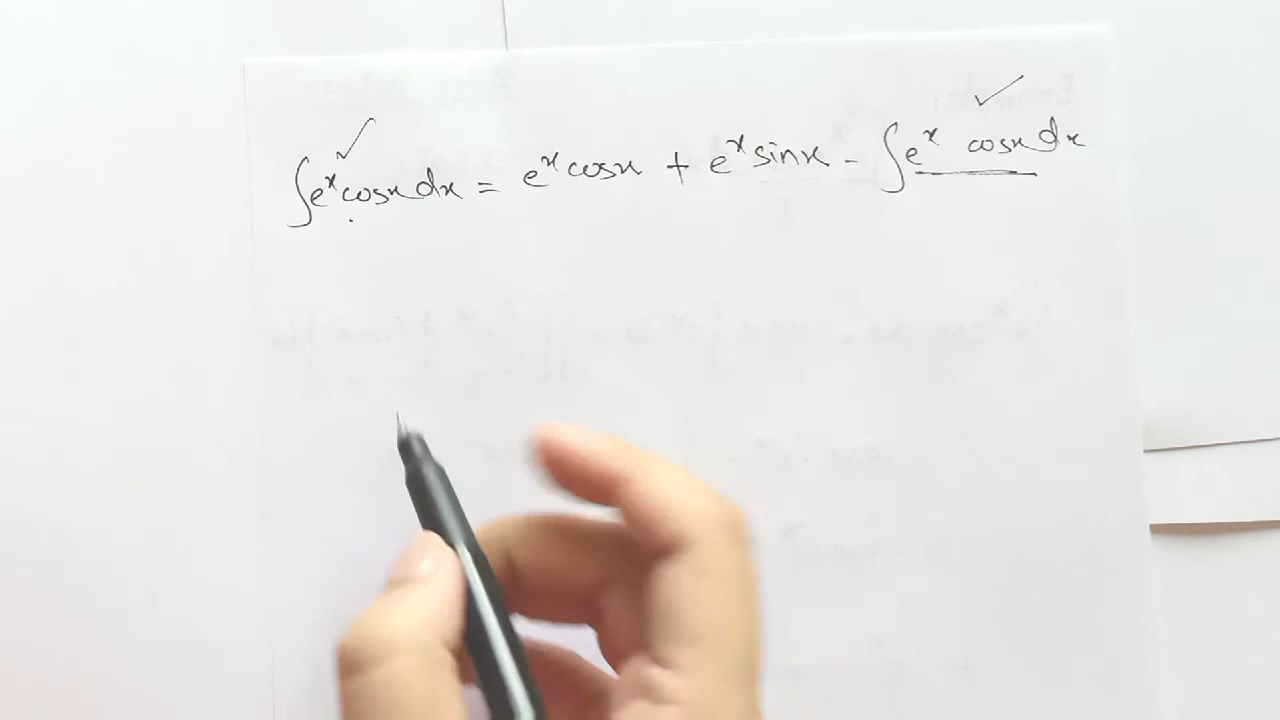 ∫e^x cosx dx = e^x cosx + e^x sinx - ∫e^x cosx dx